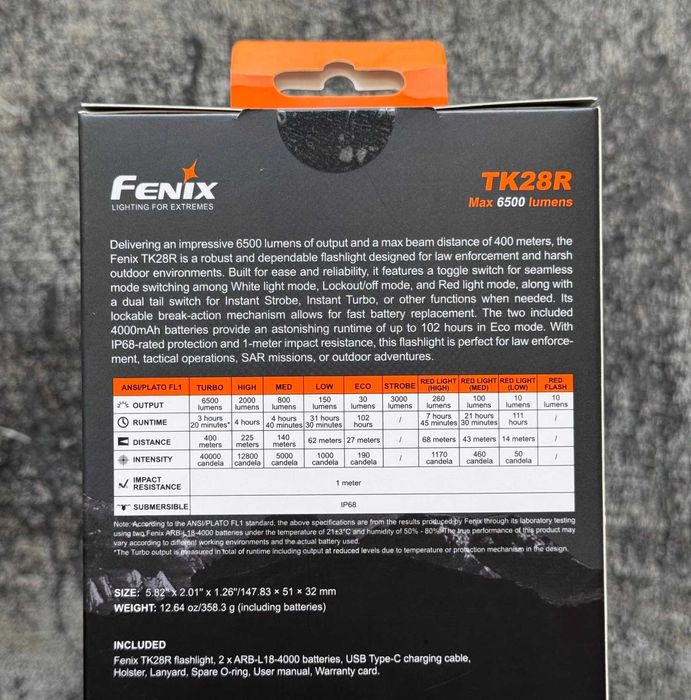 FENIX
LIGHTING FOR EXTREMES
TK28R
Max 6500 lumens
Delivering an impressive 6500 lumens of output and a max beam distance of 400 meters, the
Fenix TK28R is a robust and dependable flashlight designed for law enforcement and harsh
outdoor environments. Built for ease and reliability, it features a toggle switch for seamless
mode switching among White light mode, Lockout/off mode, and Red light mode, along with
a dual tail switch for Instant Strobe, Instant Turbo, or other functions when needed. Its
lockable break-action mechanism allows for fast battery replacement. The two included
4000mAh batteries provide an astonishing runtime of up to 102 hours in Eco mode. With
IP68-rated protection and 1-meter impact resistance, this flashlight is perfect for law enforce-
ment, tactical operations, SAR missions, or outdoor adventures.
ANSI/PLATO FL1 TURBO HIGH MED LOW ECO STROBE RED LIGHT (HIGH) RED LIGHT (MED) RED LIGHT (LOW) RED FLASH
OUTPUT 6500 lumens 2000 lumens 800 lumens 150 lumens 30 lumens 3000 lumens 260 lumens 100 lumens 10 lumens 10 lumens
RUNTIME 3 hours 20 minutes* 4 hours 4 hours 40 minutes 31 hours 30 minutes 102 hours / 7 hours 45 minutes 21 hours 30 minutes 111 hours /
DISTANCE 400 meters 225 meters 140 meters 62 meters 27 meters / 68 meters 43 meters 14 meters /
INTENSITY 40000 candela 12800 candela 5000 candela 1000 candela 190 candela / 1170 candela 460 candela 50 candela /
IMPACT RESISTANCE 1 meter
SUBMERSIBLE IP68
Note: According to the ANSI/PLATO FL1 standard, the above specifications are from the results produced by Fenix through its laboratory testing
using two Fenix ARB-L18-4000 batteries under the temperature of 21±3°C and humidity of 50% - 80%. The true performance of this product may
vary according to different working environments and the actual battery used.
*The Turbo output is measured in total of runtime including output at reduced levels due to temperature or protection mechanism in the design.
SIZE: 5.82" x 2.01" x 1.26"/147.83 × 51 × 32 mm
WEIGHT: 12.64 oz/358.3 g (including batteries)
INCLUDED
Fenix TK28R flashlight, 2 x ARB-L18-4000 batteries, USB Type-C charging cable,
Holster, Lanyard, Spare O-ring, User manual, Warranty card.